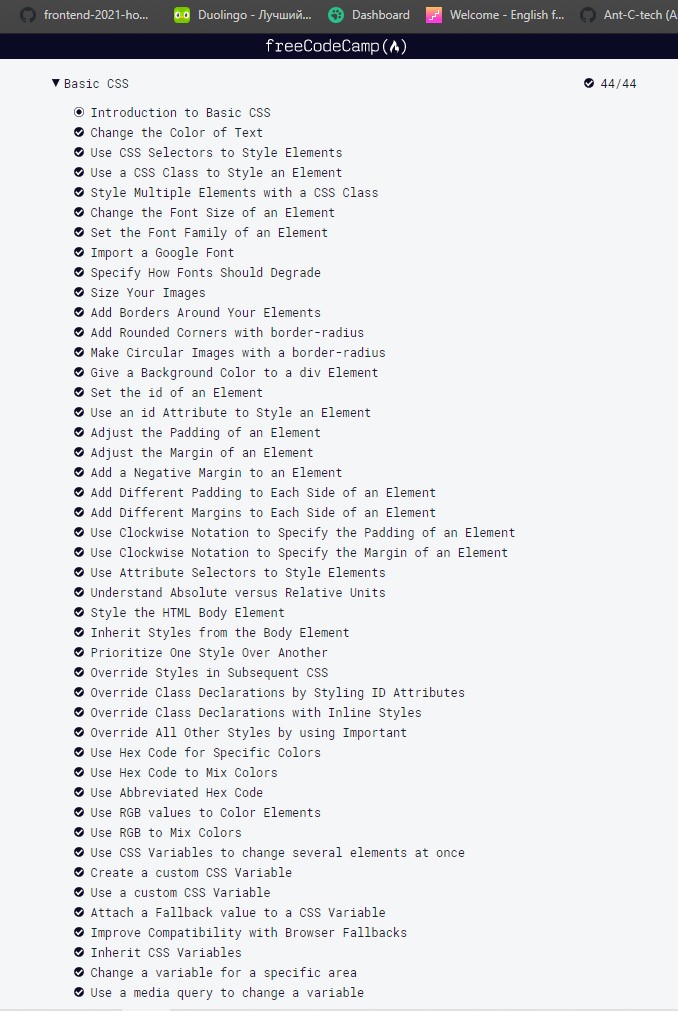 frontend-2021-ho... Duolingo - Лучший... Dashboard Welcome - English f... Ant-C-tech (A
freeCodeCamp
Basic CSS 44/44
Introduction to Basic CSS
Change the Color of Text
Use CSS Selectors to Style Elements
Use a CSS Class to Style an Element
Style Multiple Elements with a CSS Class
Change the Font Size of an Element
Set the Font Family of an Element
Import a Google Font
Specify How Fonts Should Degrade
Size Your Images
Add Borders Around Your Elements
Add Rounded Corners with border-radius
Make Circular Images with a border-radius
Give a Background Color to a div Element
Set the id of an Element
Use an id Attribute to Style an Element
Adjust the Padding of an Element
Adjust the Margin of an Element
Add a Negative Margin to an Element
Add Different Padding to Each Side of an Element
Add Different Margins to Each Side of an Element
Use Clockwise Notation to Specify the Padding of an Element
Use Clockwise Notation to Specify the Margin of an Element
Use Attribute Selectors to Style Elements
Understand Absolute versus Relative Units
Style the HTML Body Element
Inherit Styles from the Body Element
Prioritize One Style Over Another
Override Styles in Subsequent CSS
Override Class Declarations by Styling ID Attributes
Override Class Declarations with Inline Styles
Override All Other Styles by using Important
Use Hex Code for Specific Colors
Use Hex Code to Mix Colors
Use Abbreviated Hex Code
Use RGB values to Color Elements
Use RGB to Mix Colors
Use CSS Variables to change several elements at once
Create a custom CSS Variable
Use a custom CSS Variable
Attach a Fallback value to a CSS Variable
Improve Compatibility with Browser Fallbacks
Inherit CSS Variables
Change a variable for a specific area
Use a media query to change a variable